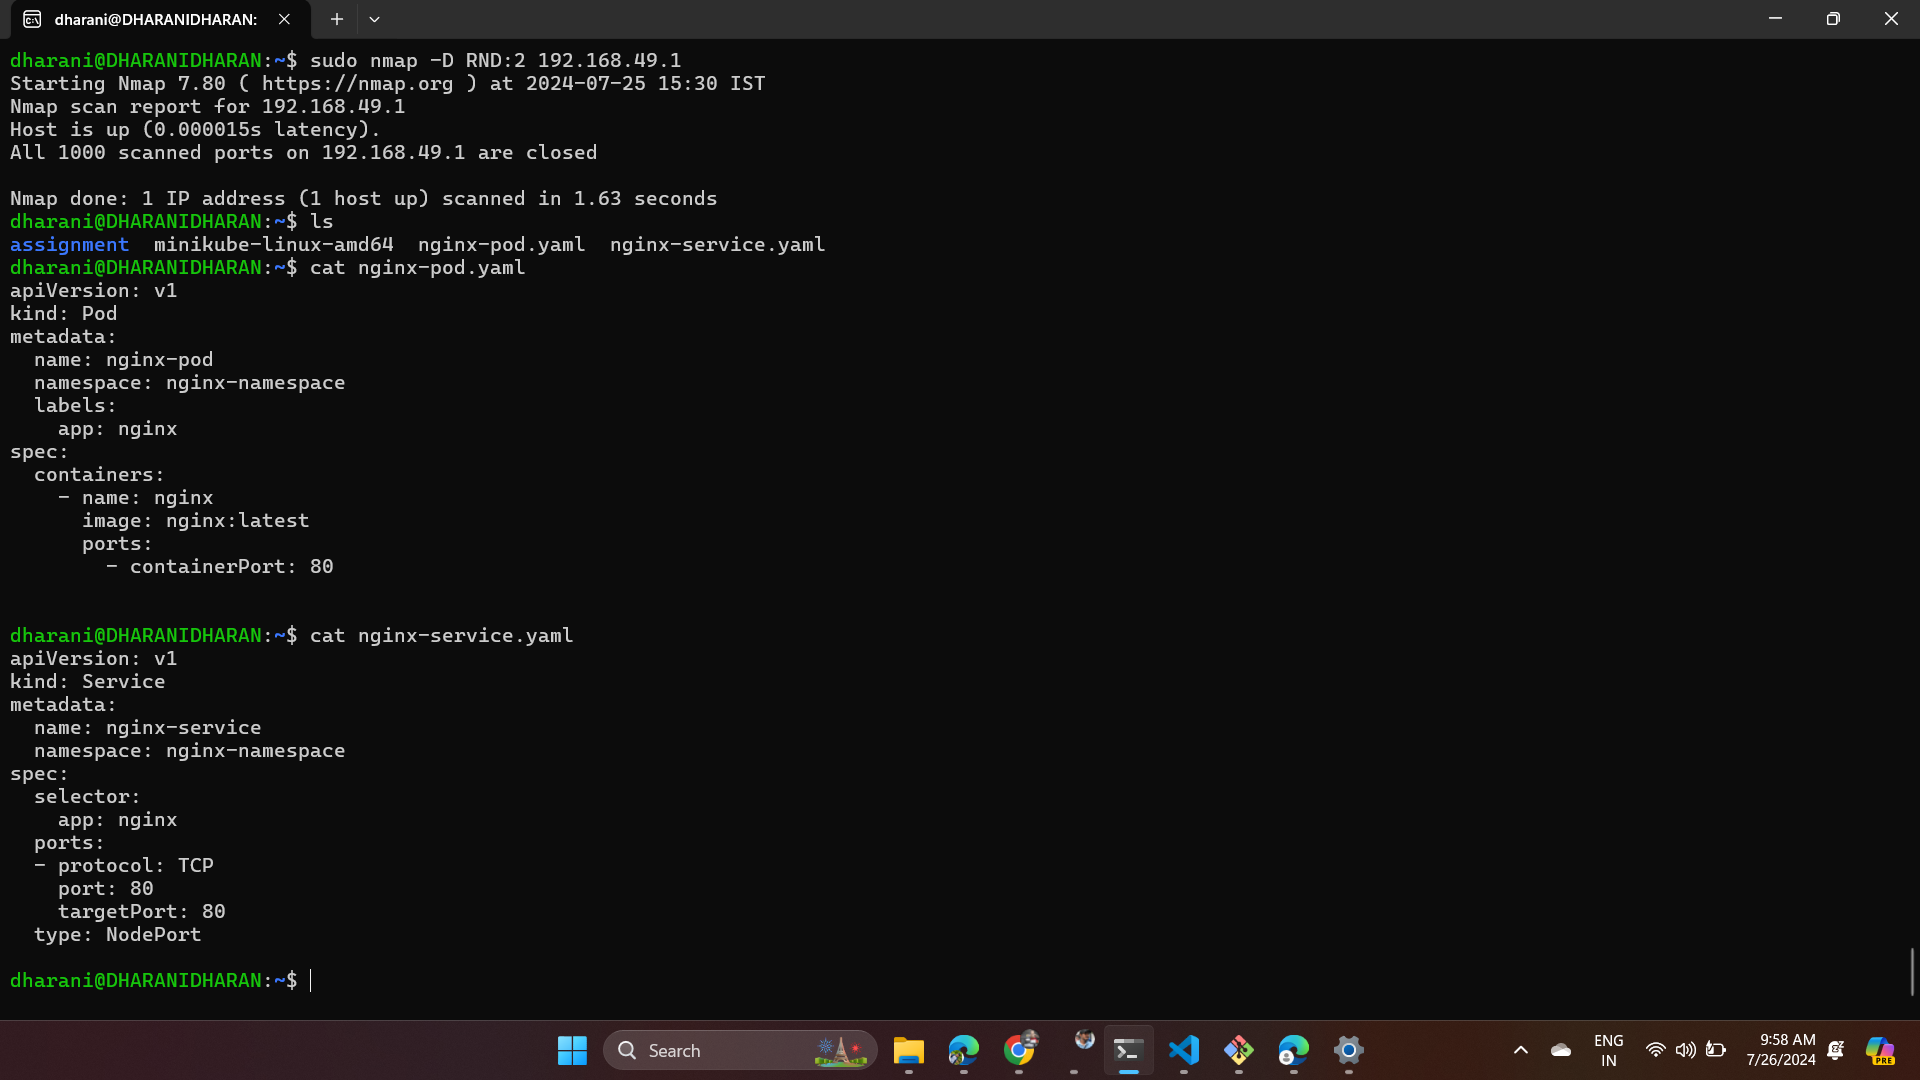 dharani@DHARANIDHARAN:
dharani@DHARANIDHARAN:~$ sudo nmap -D RND:2 192.168.49.1
Starting Nmap 7.80 ( https://nmap.org ) at 2024-07-25 15:30 IST
Nmap scan report for 192.168.49.1
Host is up (0.000015s latency).
All 1000 scanned ports on 192.168.49.1 are closed

Nmap done: 1 IP address (1 host up) scanned in 1.63 seconds
dharani@DHARANIDHARAN:~$ ls
assignment  minikube-linux-amd64  nginx-pod.yaml  nginx-service.yaml
dharani@DHARANIDHARAN:~$ cat nginx-pod.yaml
apiVersion: v1
kind: Pod
metadata:
  name: nginx-pod
  namespace: nginx-namespace
  labels:
    app: nginx
spec:
  containers:
    - name: nginx
      image: nginx:latest
      ports:
        - containerPort: 80

dharani@DHARANIDHARAN:~$ cat nginx-service.yaml
apiVersion: v1
kind: Service
metadata:
  name: nginx-service
  namespace: nginx-namespace
spec:
  selector:
    app: nginx
  ports:
  - protocol: TCP
    port: 80
    targetPort: 80
  type: NodePort

dharani@DHARANIDHARAN:~$
Search
ENG
IN
9:58 AM
7/26/2024
PRE